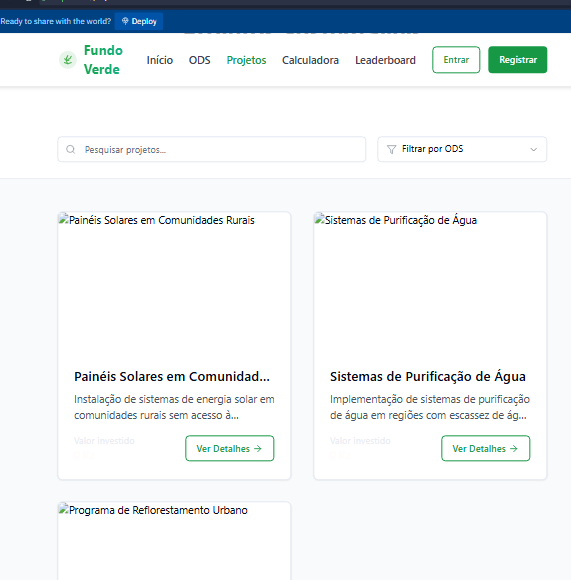 Ready to share with the world? Deploy
Fundo
Verde
Início ODS Projetos Calculadora Leaderboard Entrar Registrar
Pesquisar projetos... Filtrar por ODS
Painéis Solares em Comunidades Rurais
Sistemas de Purificação de Água
Painéis Solares em Comunidad...
Instalação de sistemas de energia solar em
comunidades rurais sem acesso à...
Valor investido
Ver Detalhes →
Sistemas de Purificação de Água
Implementação de sistemas de purificação
de água em regiões com escassez de ág...
Valor investido
Ver Detalhes →
Programa de Reflorestamento Urbano